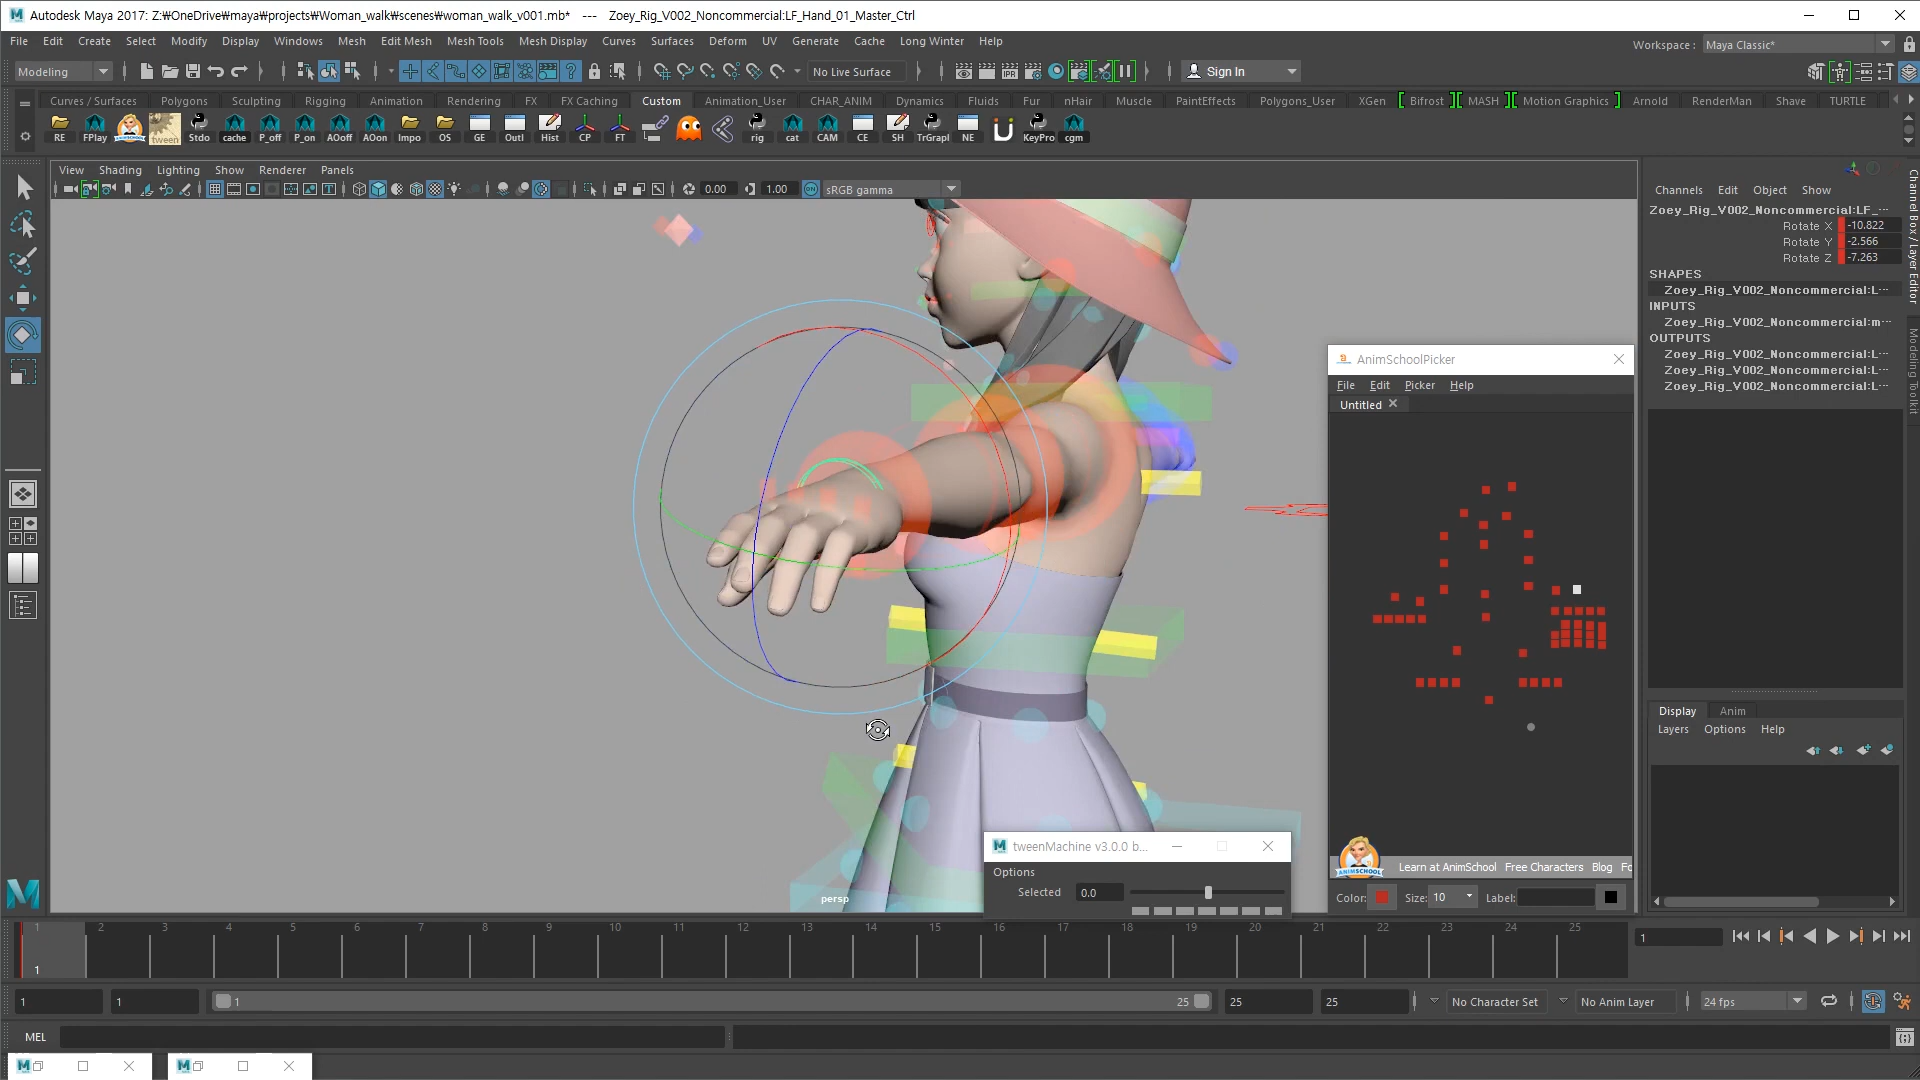 Autodesk Maya 2017: Z:₩OneDrive₩maya₩projects₩Woman_walk₩scenes₩woman_walk_v001.mb*   ---   Zoey_Rig_V002_Noncommercial:LF_Hand_01_Master_Ctrl
File Edit Create Select Modify Display Windows Mesh Edit Mesh Mesh Tools Mesh Display Curves Surfaces Deform UV Generate Cache Long Winter Help
Workspace : Maya Classic*
Modeling
No Live Surface
Sign In
Curves / Surfaces Polygons Sculpting Rigging Animation Rendering FX FX Caching Custom Animation_User CHAR_ANIM Dynamics Fluids Fur nHair Muscle PaintEffects Polygons_User XGen Bifrost MASH Motion Graphics Arnold RenderMan Shave TURTLE
RE FPlay tween Stdo cache P_off P_on AOoff AOon Impo OS GE Outl Hist CP FT rig cat CAM CE SH TrGrapl NE KeyPro cgm
View Shading Lighting Show Renderer Panels
0.00 1.00 ON sRGB gamma
persp
Channels Edit Object Show
Zoey_Rig_V002_Noncommercial:LF_···
Rotate X -10.822
Rotate Y -2.566
Rotate Z -7.263
SHAPES
Zoey_Rig_V002_Noncommercial:L···
INPUTS
Zoey_Rig_V002_Noncommercial:m···
OUTPUTS
Zoey_Rig_V002_Noncommercial:L···
Zoey_Rig_V002_Noncommercial:L···
Zoey_Rig_V002_Noncommercial:L···
Channel Box / Layer Editor
Modeling Toolkit
AnimSchoolPicker
File Edit Picker Help
Untitled
ANIMSCHOOL
Learn at AnimSchool Free Characters Blog Fo
Color: Size: 10 Label:
tweenMachine v3.0.0 b...
Options
Selected 0.0
Display Anim
Layers Options Help
1 2 3 4 5 6 7 8 9 10 11 12 13 14 15 16 17 18 19 20 21 22 23 24 25
1
1
1 1 1 25 25 25 No Character Set No Anim Layer 24 fps
MEL